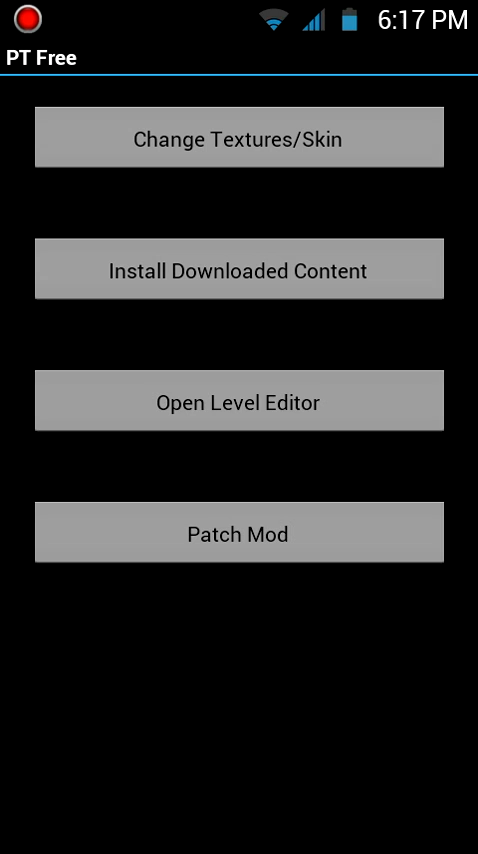 6:17 PM
PT Free
Change Textures/Skin
Install Downloaded Content
Open Level Editor
Patch Mod